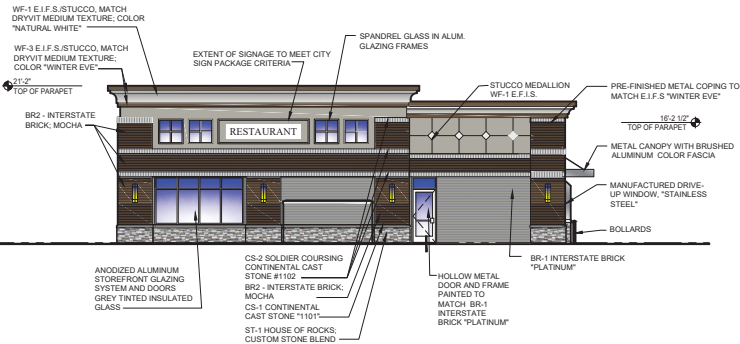 WF-1 E.I.F.S./STUCCO, MATCH
DRYVIT MEDIUM TEXTURE; COLOR
"NATURAL WHITE"
WF-3 E.I.F.S./STUCCO, MATCH
DRYVIT MEDIUM TEXTURE;
COLOR "WINTER EVE"
21'-2"
TOP OF PARAPET
BR2 - INTERSTATE
BRICK; MOCHA
EXTENT OF SIGNAGE TO MEET CITY
SIGN PACKAGE CRITERIA
SPANDREL GLASS IN ALUM.
GLAZING FRAMES
STUCCO MEDALLION
WF-1 E.F.I.S.
PRE-FINISHED METAL COPING TO
MATCH E.I.F.S "WINTER EVE"
16'-2 1/2"
TOP OF PARAPET
METAL CANOPY WITH BRUSHED
ALUMINUM COLOR FASCIA
MANUFACTURED DRIVE-
UP WINDOW, "STAINLESS
STEEL"
BOLLARDS
RESTAURANT
ANODIZED ALUMINUM
STOREFRONT GLAZING
SYSTEM AND DOORS
GREY TINTED INSULATED
GLASS
CS-2 SOLDIER COURSING
CONTINENTAL CAST
STONE #1102
BR2 - INTERSTATE BRICK;
MOCHA
CS-1 CONTINENTAL
CAST STONE "1101"
ST-1 HOUSE OF ROCKS;
CUSTOM STONE BLEND
HOLLOW METAL
DOOR AND FRAME
PAINTED TO
MATCH BR-1
INTERSTATE
BRICK "PLATINUM"
BR-1 INTERSTATE BRICK
"PLATINUM"